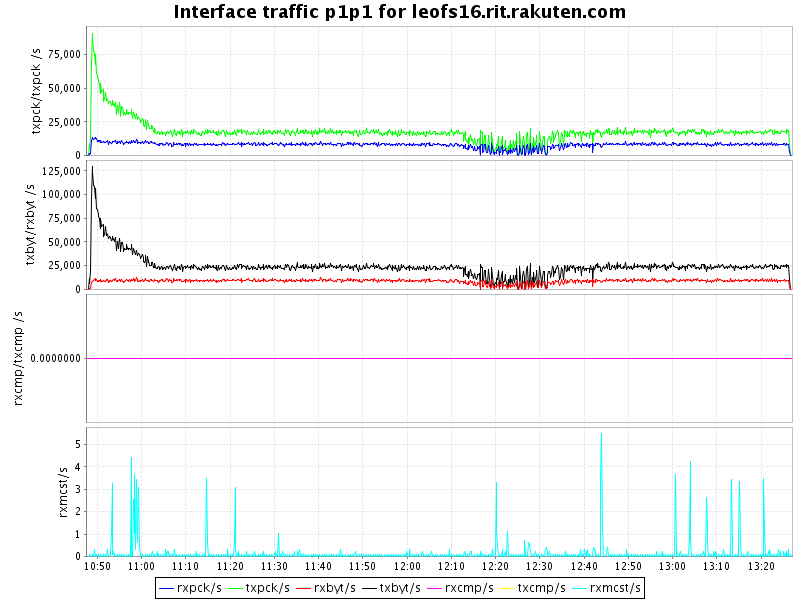 Interface traffic p1p1 for leofs16.rit.rakuten.com
txpck/txpck /s
75,000
50,000
25,000
0
txbyt/rxbyt /s
125,000
100,000
75,000
50,000
25,000
0
rxcmp/txcmp /s
0.0000000
rxmcst/s
5
4
3
2
1
0
10:50 11:00 11:10 11:20 11:30 11:40 11:50 12:00 12:10 12:20 12:30 12:40 12:50 13:00 13:10 13:20
rxpck/s txpck/s rxbyt/s txbyt/s rxcmp/s txcmp/s rxmcst/s